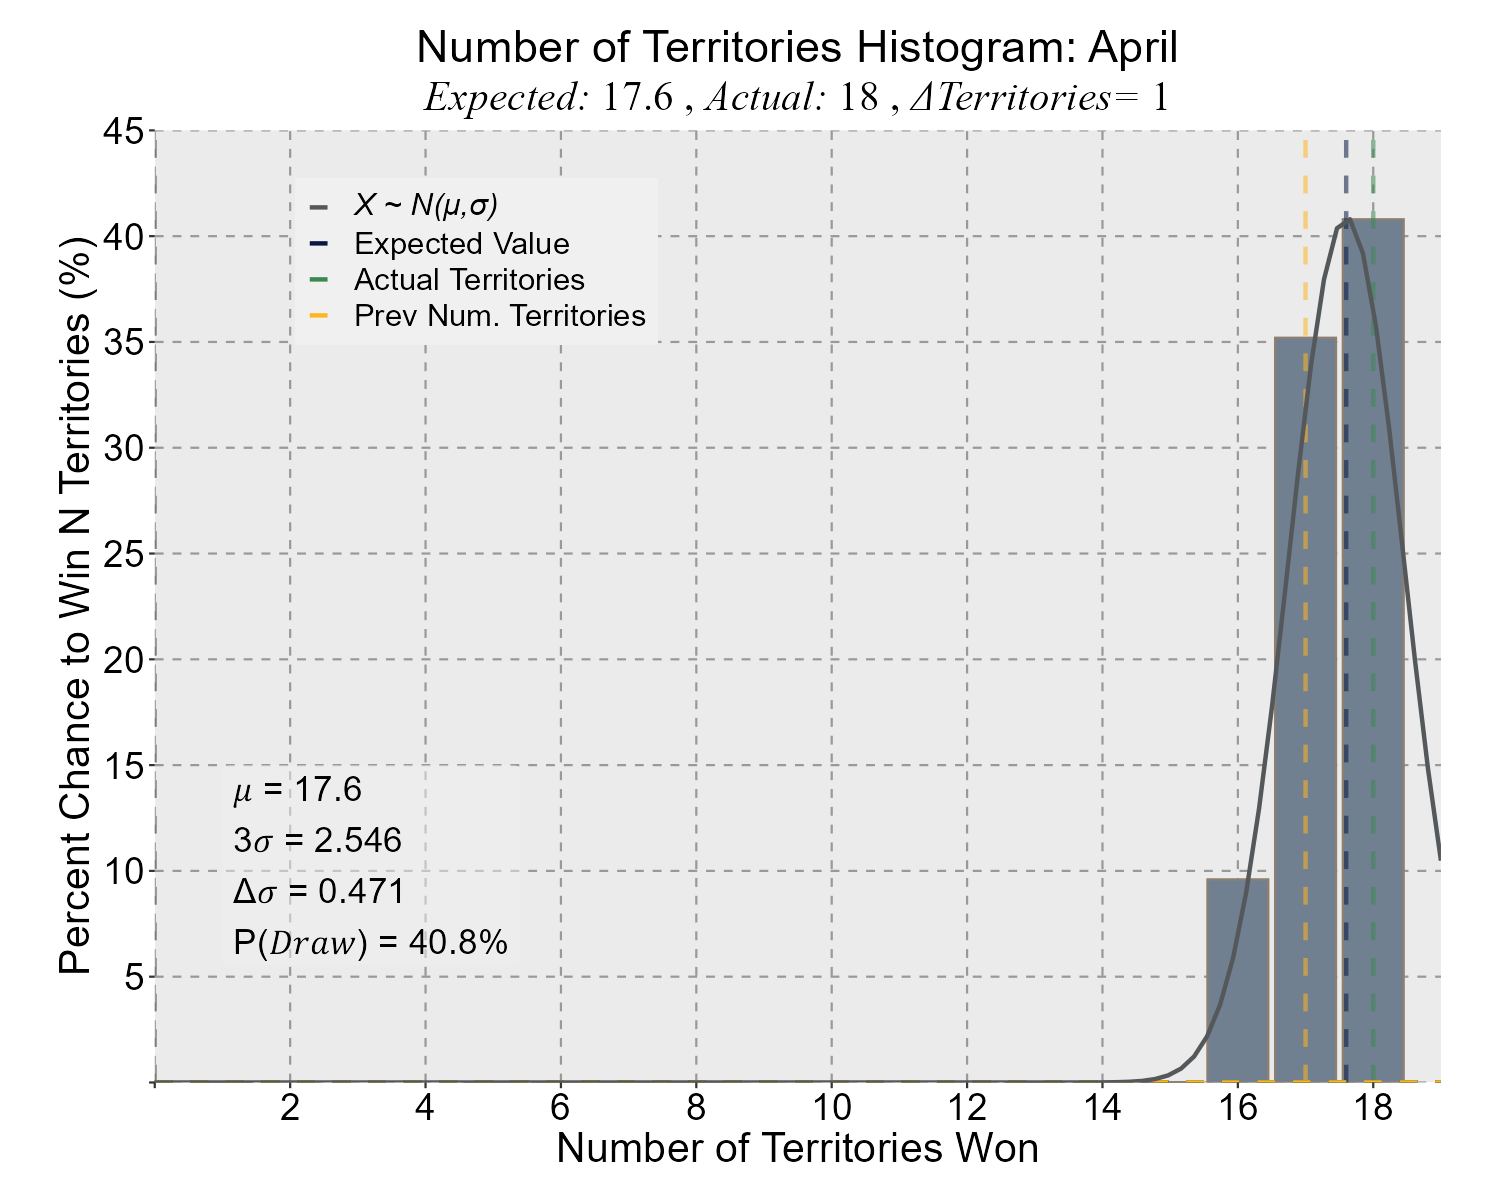 Number of Territories Histogram: April
Expected: 17.6 , Actual: 18 , ΔTerritories= 1
X ~ N(μ,σ)
Expected Value
Actual Territories
Prev Num. Territories
Percent Chance to Win N Territories (%)
45
40
35
30
25
20
15
10
5
μ = 17.6
3σ = 2.546
Δσ = 0.471
P(Draw) = 40.8%
2 4 6 8 10 12 14 16 18
Number of Territories Won